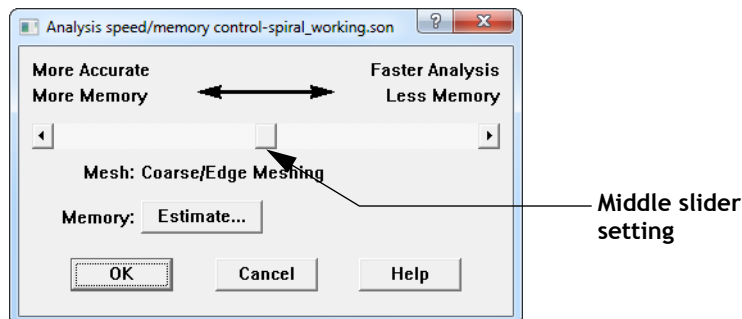 Analysis speed/memory control-spiral_working.son
More Accurate
More Memory
Faster Analysis
Less Memory
Mesh: Coarse/Edge Meshing
Memory: Estimate...
OK Cancel Help
Middle slider
setting